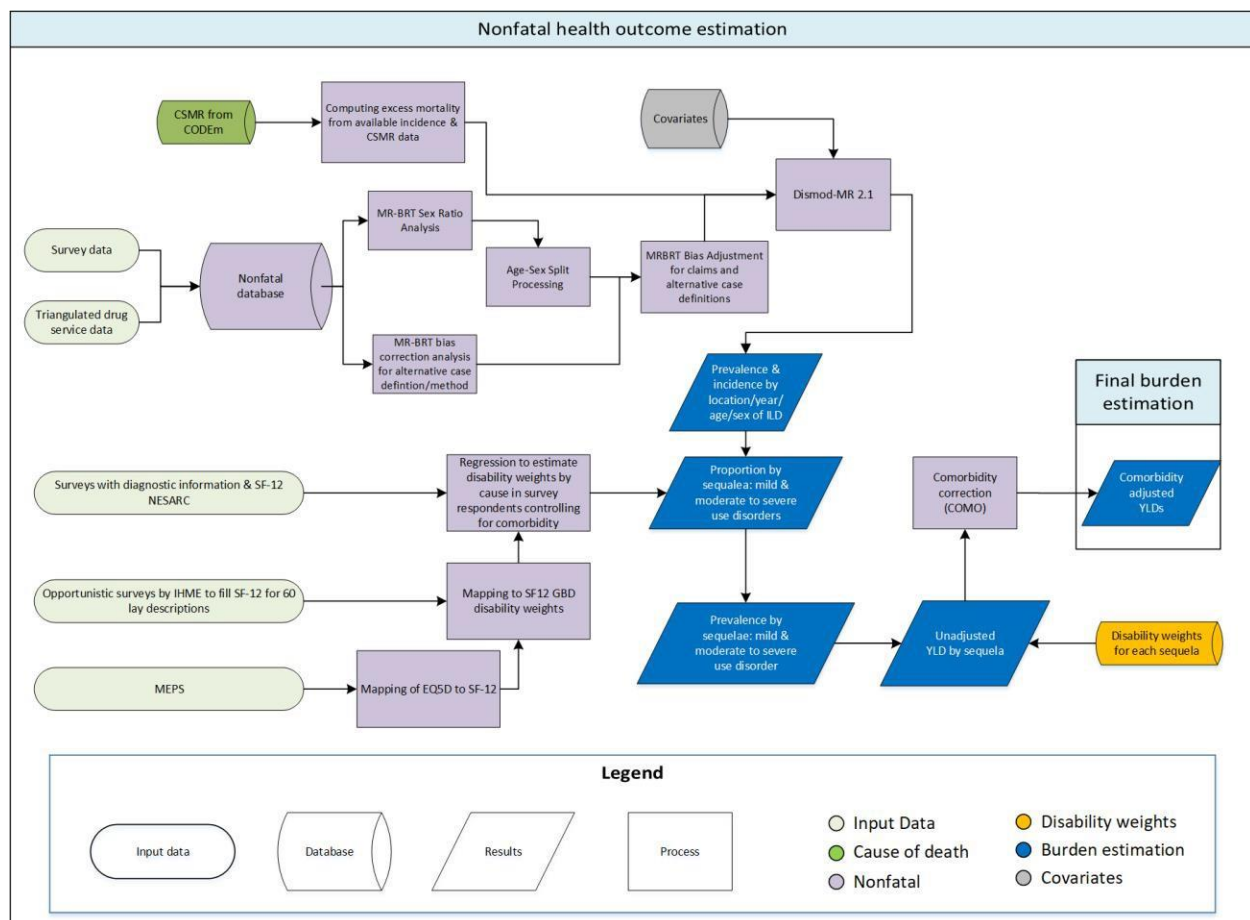 Nonfatal health outcome estimation
CSMR from
CODEm
Computing excess mortality
from available incidence &
CSMR data
Covariates
Dismod-MR 2.1
MR-BRT Sex Ratio
Analysis
Survey data
Triangulated drug
service data
Nonfatal
database
Age-Sex Split
Processing
MRBRT Bias Adjustment
for claims and
alternative case
definitions
MR-BRT bias
correction analysis
for alternative case
defintion/method
Prevalence &
incidence by
location/year/
age/sex of ILD
Final burden
estimation
Surveys with diagnostic information & SF-12
NESARC
Regression to estimate
disability weights by
cause in survey
respondents controlling
for comorbidity
Proportion by
sequalea: mild &
moderate to severe
use disorders
Comorbidity
correction
(COMO)
Comorbidity
adjusted
YLDs
Opportunistic surveys by IHME to fill SF-12 for 60
lay descriptions
Mapping to SF12 GBD
disability weights
Prevalence by
sequelae: mild &
moderate to severe
use disorder
Unadjusted
YLD by sequela
Disability weights
for each sequela
MEPS
Mapping of EQ5D to SF-12
Legend
Input data
Database
Results
Process
Input Data
Cause of death
Nonfatal
Disability weights
Burden estimation
Covariates